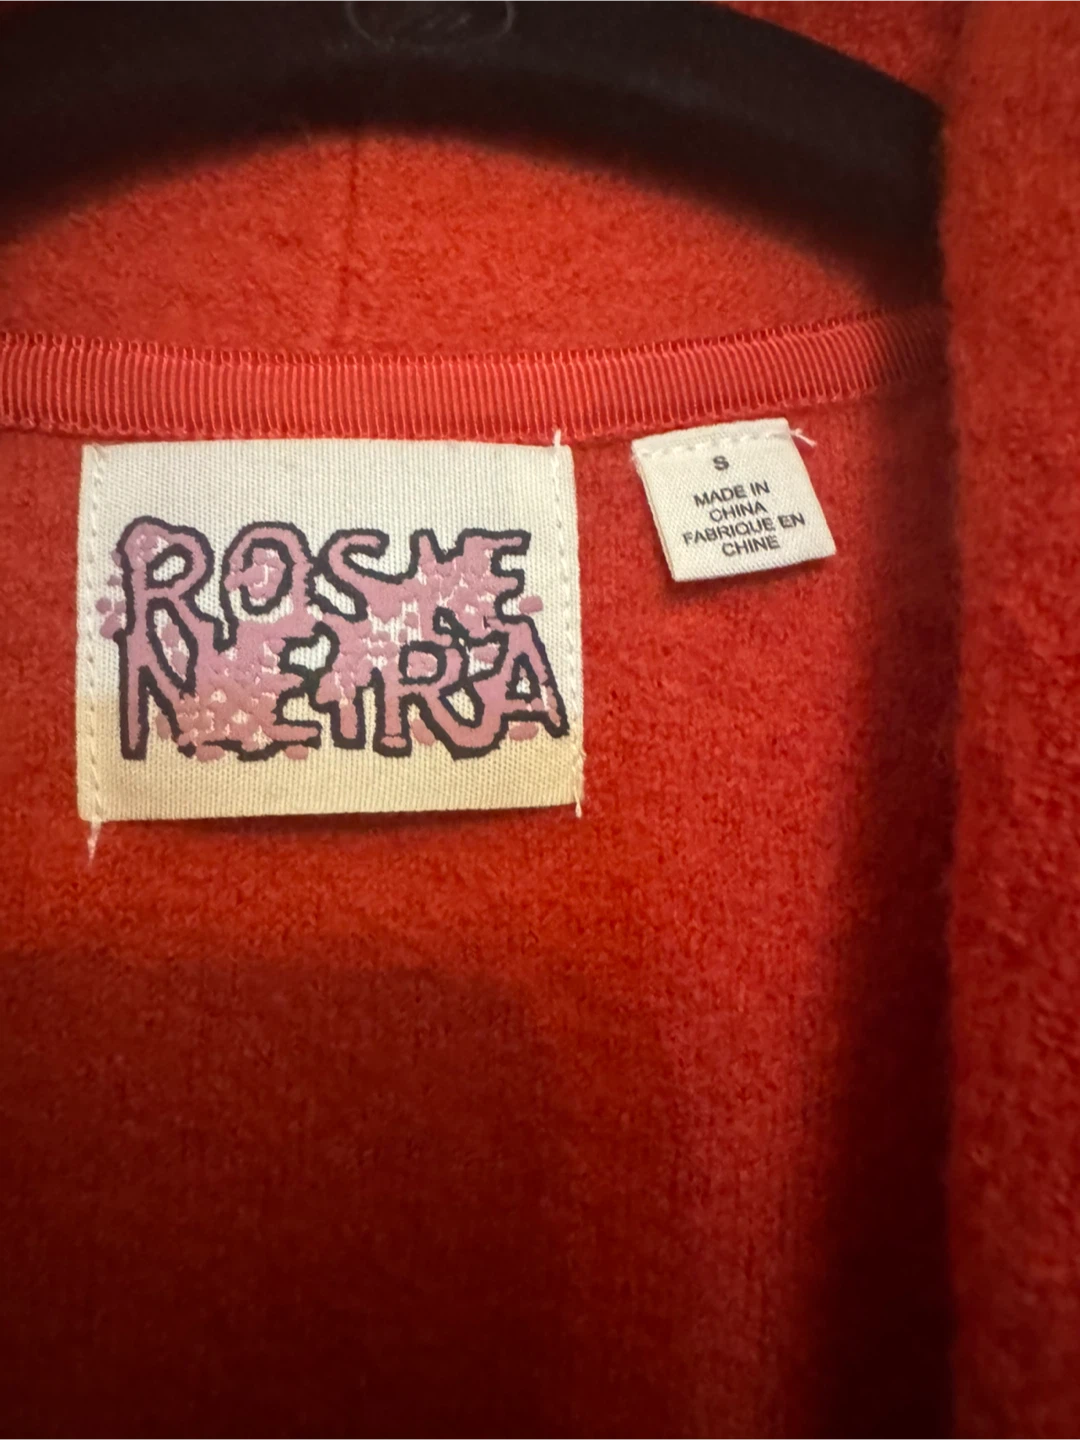 ROSIE
NEIRA
S
MADE IN
CHINA
FABRIQUE EN
CHINE